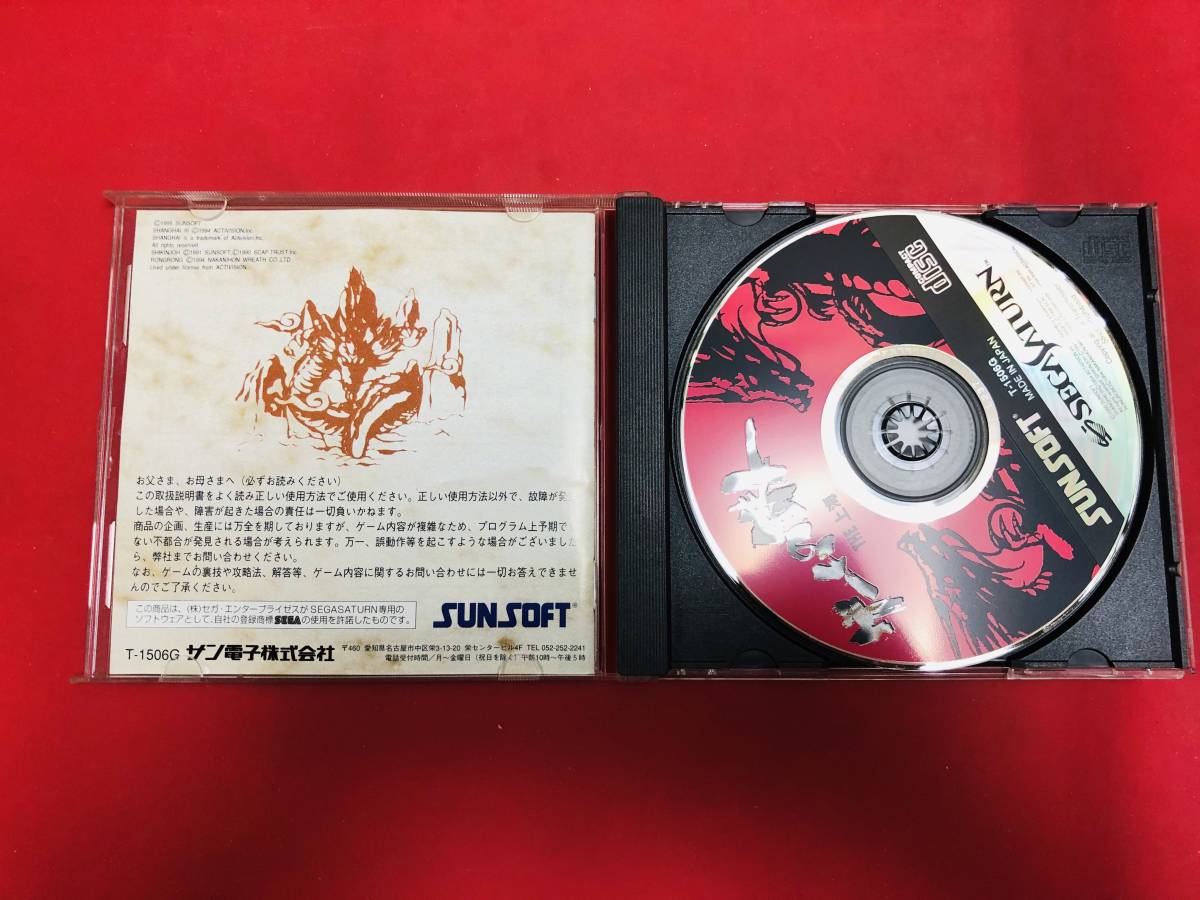 ©1995 SUNSOFT
SHANGHAI III ©1994 ACTIVISION,Inc.
SHANGHAI is a trademark of Activision,Inc.
All rights reserved.
SHIKINJOH ©1991 SUNSOFT,©1990 SCAP TRUST,Inc.
RONGRONG ©1994 NAKANIHON WREATH CO.,LTD
Used under license from ACTIVISION.
お父さま、お母さまへ(必ずお読みください)
この取扱説明書をよく読み正しい使用方法でご使用ください。正しい使用方法以外で、故障が発生
した場合や、障害が起きた場合の責任は一切負いかねます。
商品の企画、生産には万全を期しておりますが、ゲーム内容が複雑なため、プログラム上予期で
ない不都合が発見される場合が考えられます。万一、誤動作等を起こすような場合がございました
ら、弊社までお問い合わせください。
なお、ゲームの裏技や攻略法、解答等、ゲーム内容に関するお問い合わせには一切お答えできませ
んのでご了承ください。
この商品は、(株)セガ・エンタープライゼスがSEGASATURN専用の
ソフトウェアとして、自社の登録商標SEGAの使用を許諾したものです。
SUNSOFT®
T-1506G サン電子株式会社
〒460 愛知県名古屋市中区栄3-13-20 栄センタービル4F TEL 052-252-2241
電話受付時間/月〜金曜日(祝日を除く)午前10時〜午後5時
COMPACT disc
SEGASATURN™
T-1506G
MADE IN JAPAN
SUNSOFT®
上海